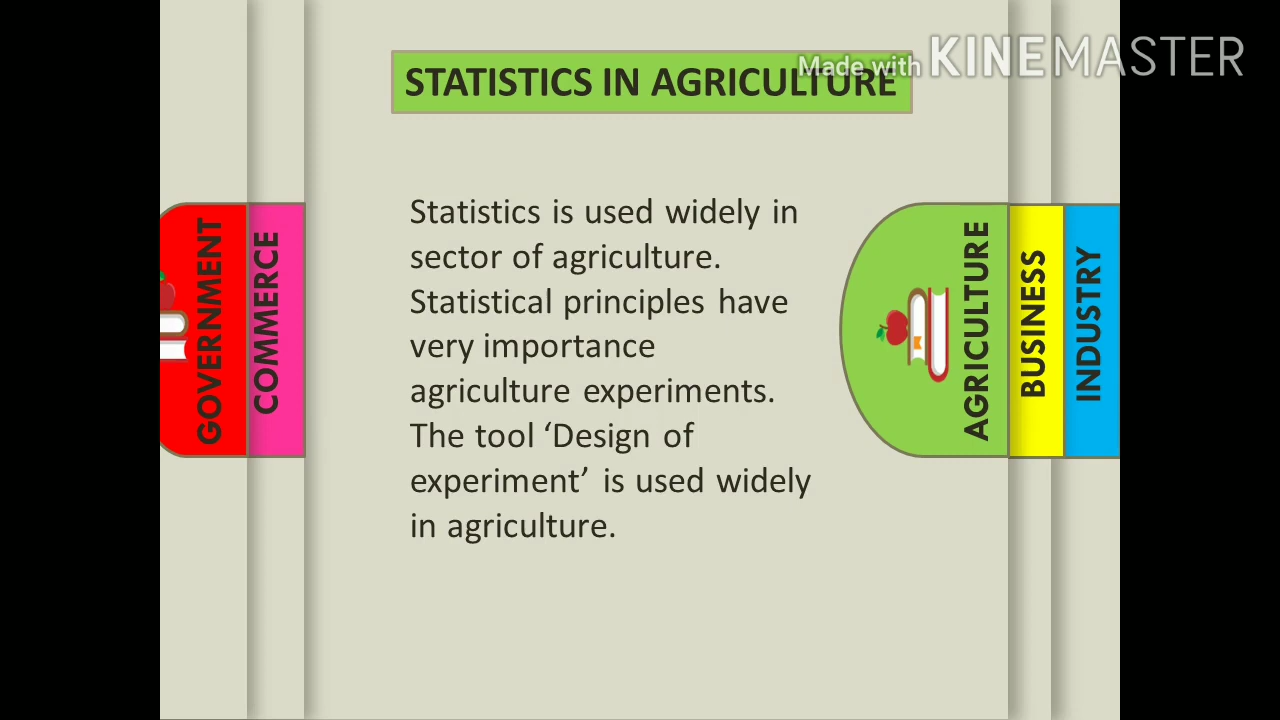 Made with KINEMASTER
STATISTICS IN AGRICULTURE
GOVERNMENT
COMMERCE
Statistics is used widely in
sector of agriculture.
Statistical principles have
very importance
agriculture experiments.
The tool ‘Design of
experiment’ is used widely
in agriculture.
AGRICULTURE
BUSINESS
INDUSTRY